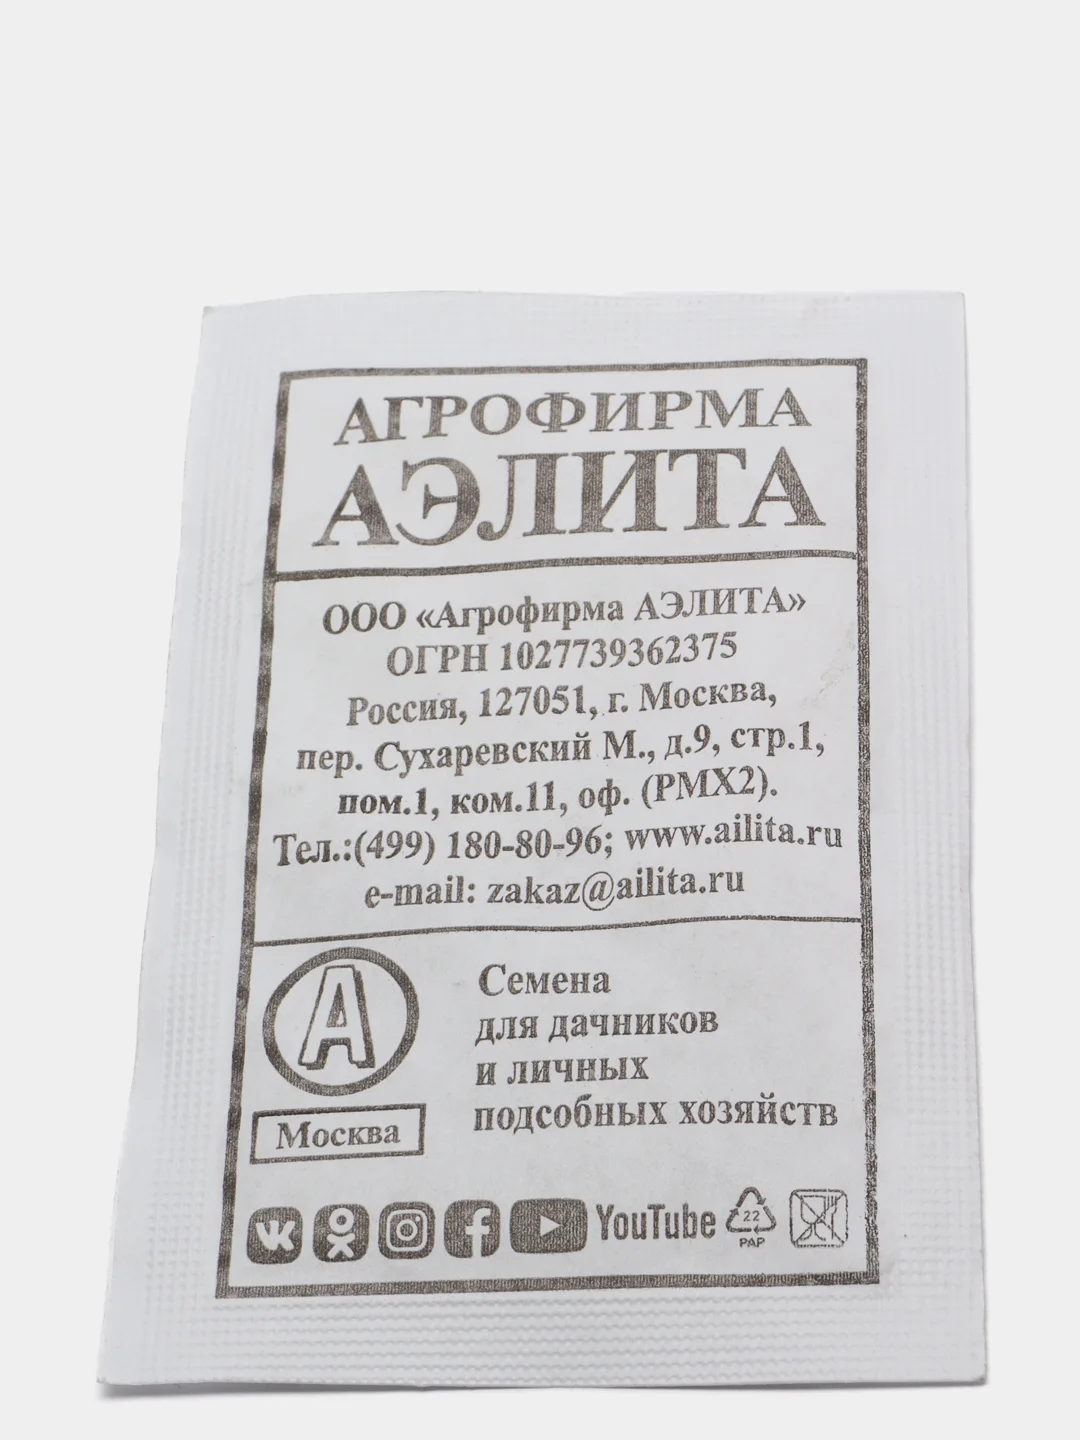 АГРОФИРМА
АЭЛИТА
ООО «Агрофирма АЭЛИТА»
ОГРН 1027739362375
Россия, 127051, г. Москва,
пер. Сухаревский М., д.9, стр.1,
пом.1, ком.11, оф. (РМХ2).
Тел.:(499) 180-80-96; www.ailita.ru
e-mail: zakaz@ailita.ru
А
Семена
для дачников
и личных
подсобных хозяйств
Москва
YouTube
22
PAP